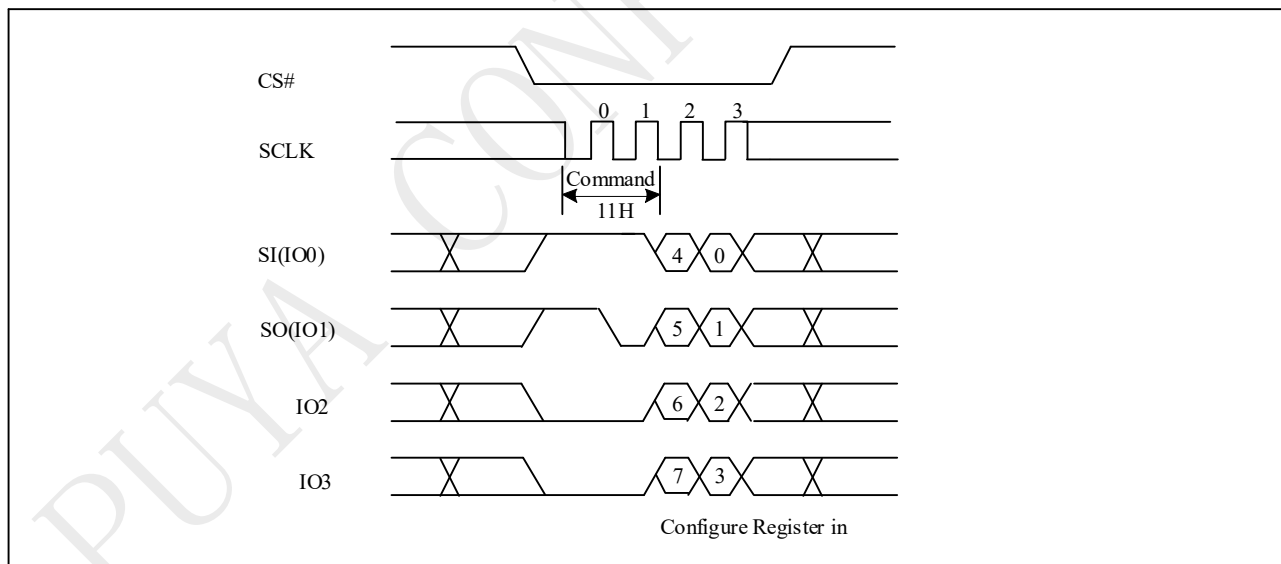 PUYA CONF
CS#
0 1 2 3
SCLK
Command
11H
SI(IO0) 4 0
SO(IO1) 5 1
IO2 6 2
IO3 7 3
Configure Register in